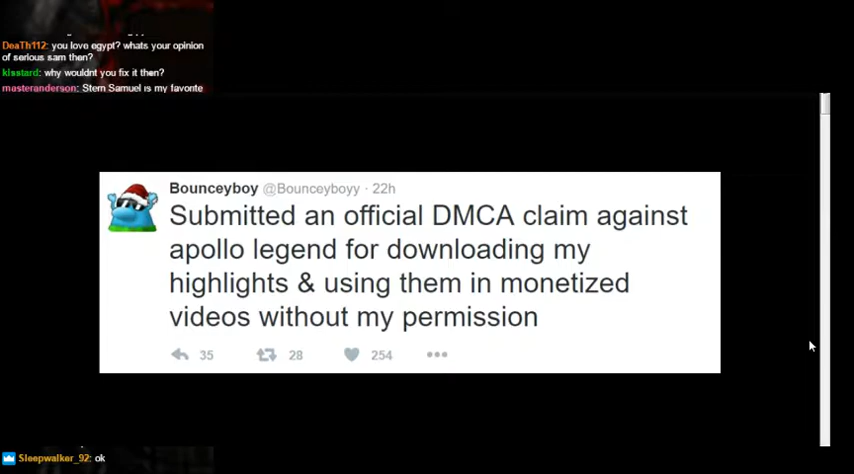 DeaTh112: you love egypt? whats your opinion
of serious sam then?
kisstard: why wouldnt you fix it then?
masteranderson: Stern Samuel is my favorite
Bounceyboy @Bounceyboyy · 22h
Submitted an official DMCA claim against
apollo legend for downloading my
highlights & using them in monetized
videos without my permission
35 28 254
Sleepwalker_92: ok